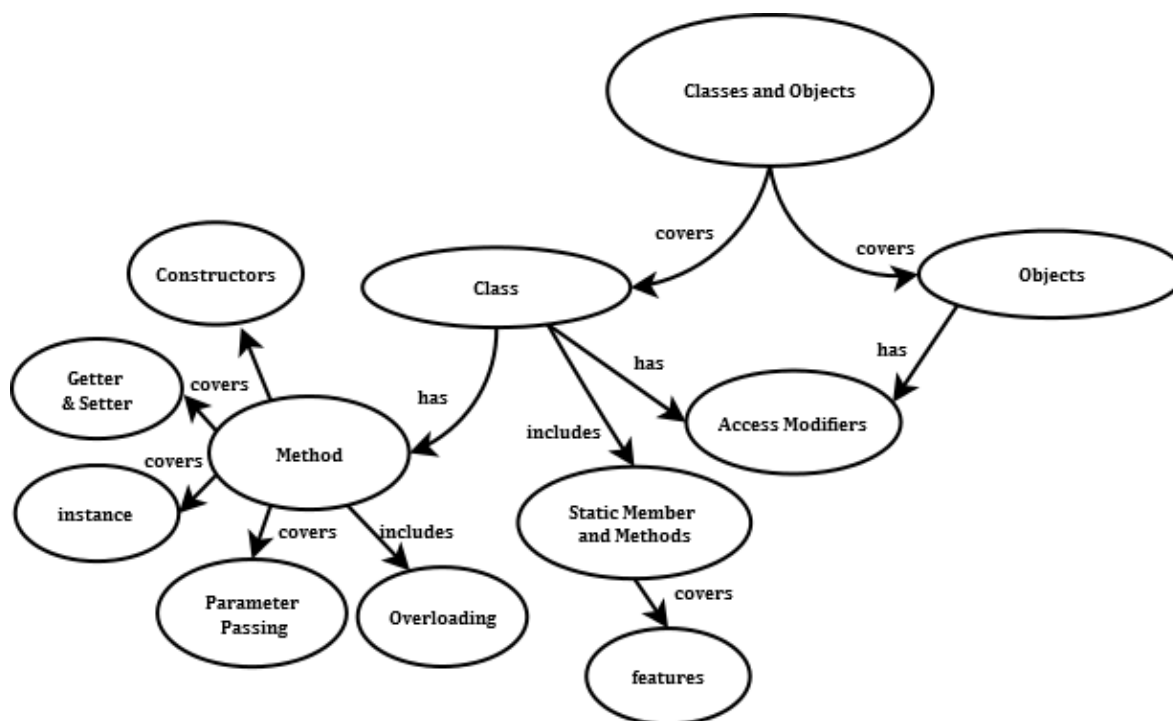 Classes and Objects
covers
covers
Constructors
Class
Objects
Getter
& Setter
covers
has
has
has
Access Modifiers
includes
Method
covers
instance
Static Member
and Methods
covers
includes
covers
Parameter
Passing
Overloading
features